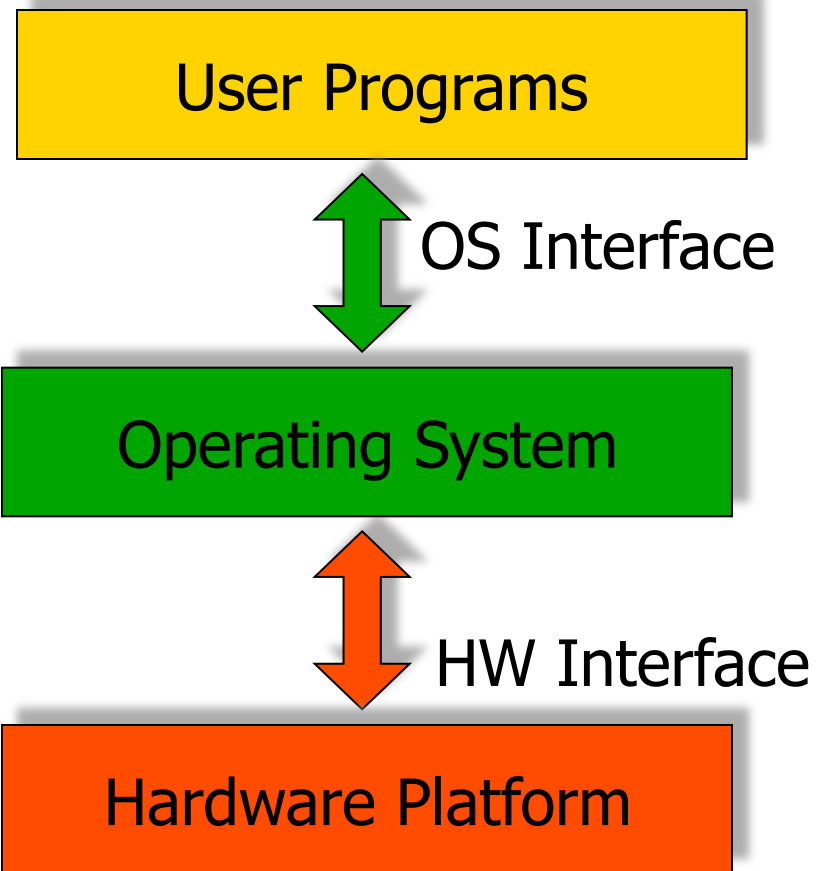 User Programs
OS Interface
Operating System
HW Interface
Hardware Platform